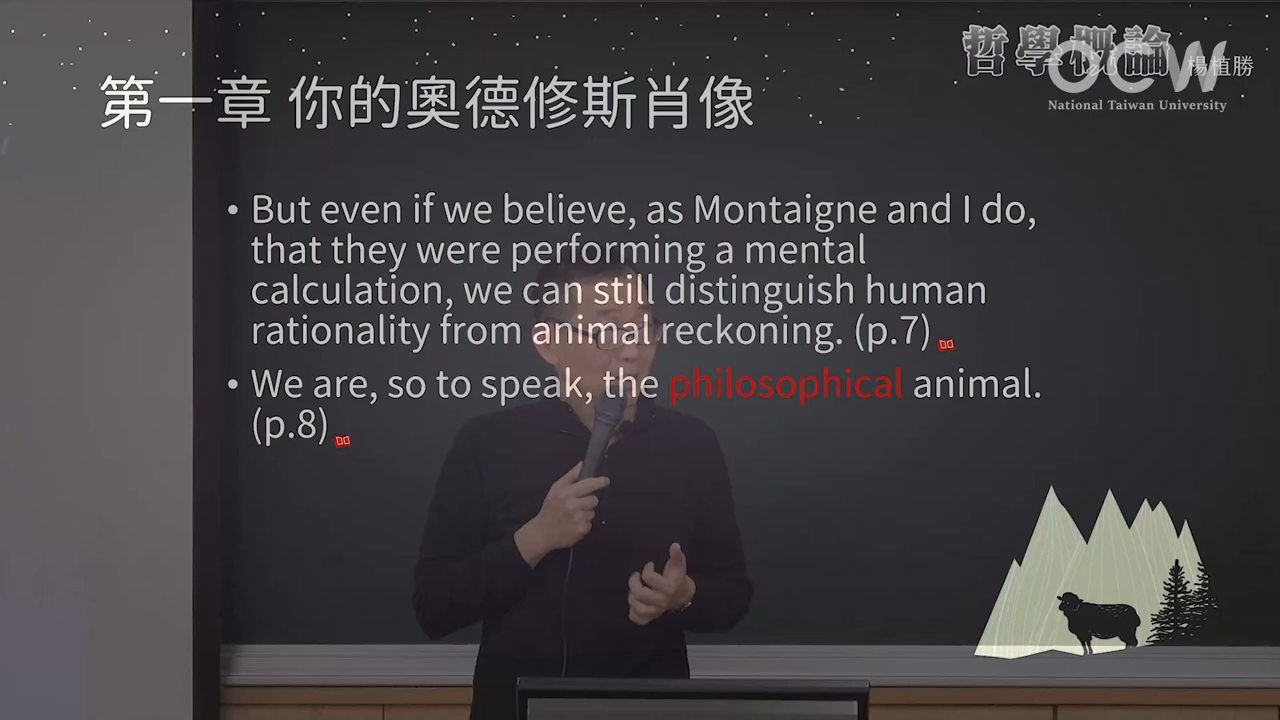 哲學概論
OCW
楊植勝
National Taiwan University
第一章 你的奧德修斯肖像
• But even if we believe, as Montaigne and I do,
that they were performing a mental
calculation, we can still distinguish human
rationality from animal reckoning. (p.7)
• We are, so to speak, the philosophical animal.
(p.8)